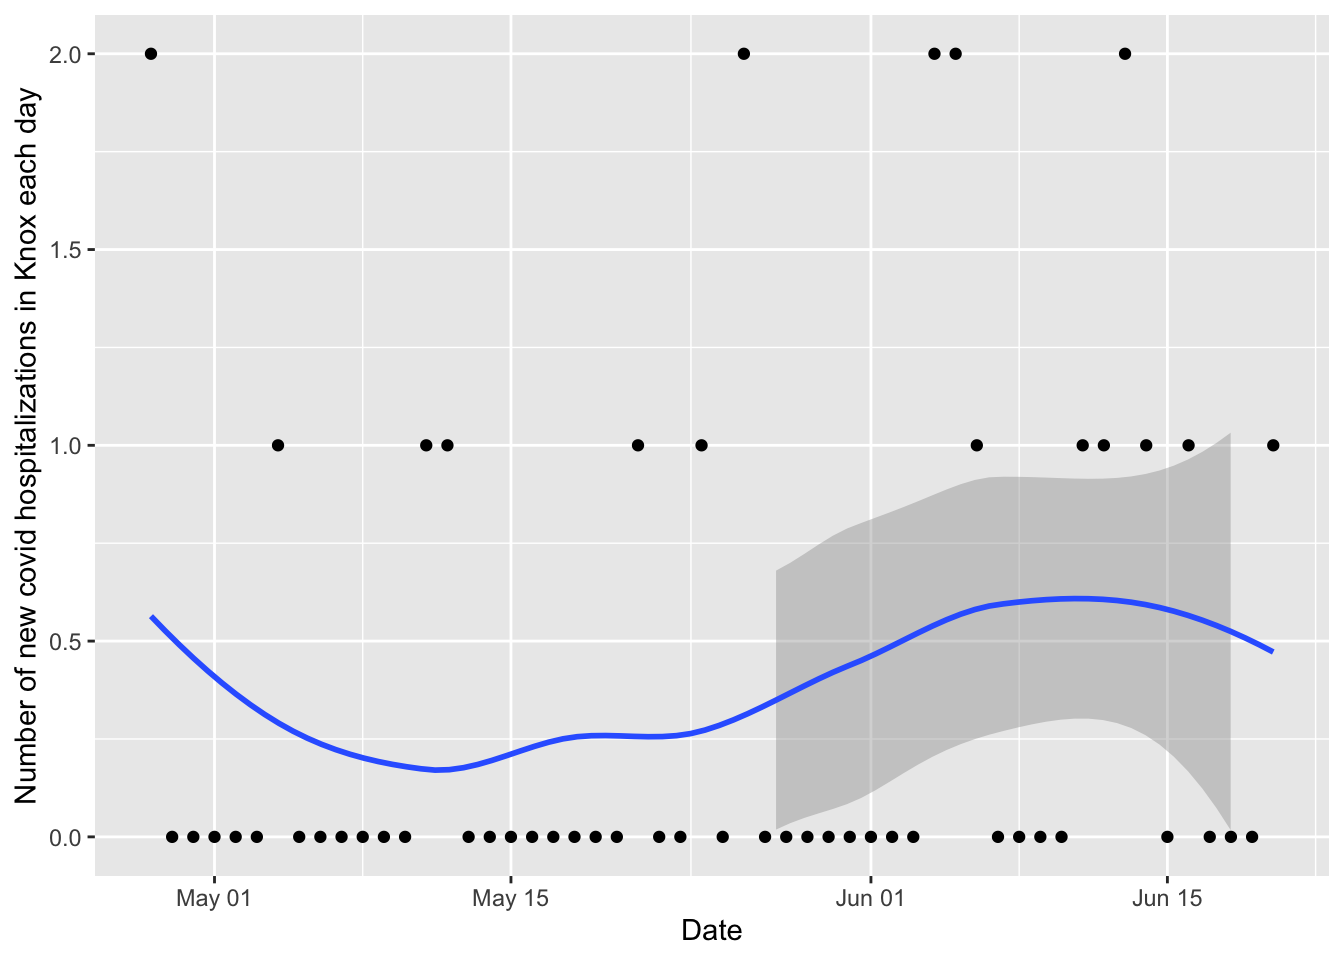 Number of new covid hospitalizations in Knox each day
2.0
1.5
1.0
0.5
0.0
May 01
May 15
Jun 01
Jun 15
Date